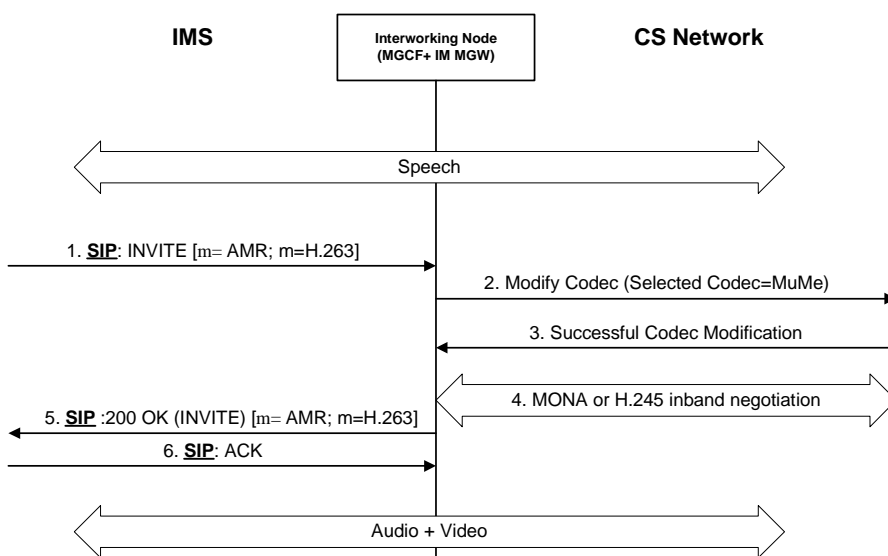 IMS
Interworking Node
(MGCF+ IM MGW)
CS Network
Speech
1. SIP: INVITE [m= AMR; m=H.263]
2. Modify Codec (Selected Codec=MuMe)
3. Successful Codec Modification
4. MONA or H.245 inband negotiation
5. SIP :200 OK (INVITE) [m= AMR; m=H.263]
6. SIP: ACK
Audio + Video